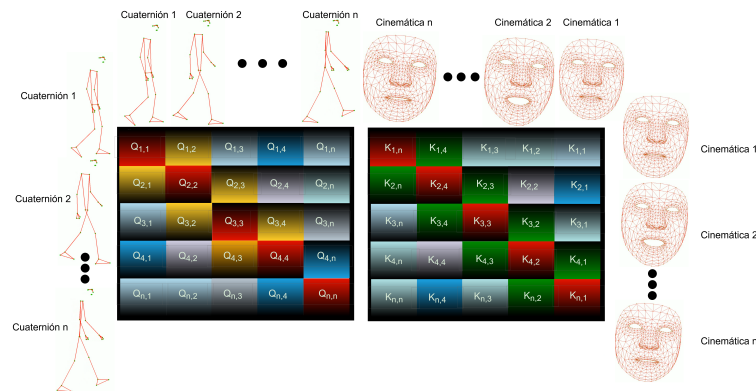 Cuaternión 1
Cuaternión 2
Cuaternión n
Cinemática n
Cinemática 2
Cinemática 1
Cuaternión 1
Cuaternión 2
Cuaternión n
Q1,1 Q1,2 Q1,3 Q1,4 Q1,n
Q2,1 Q2,2 Q2,3 Q2,4 Q2,n
Q3,1 Q3,2 Q3,3 Q3,4 Q3,n
Q4,1 Q4,2 Q4,3 Q4,4 Q4,n
Qn,1 Qn,2 Qn,3 Qn,4 Qn,n
K1,n K1,4 K1,3 K1,2 K1,1
K2,n K2,4 K2,3 K2,2 K2,1
K3,n K3,4 K3,3 K3,2 K3,1
K4,n K4,4 K4,3 K4,2 K4,1
Kn,n Kn,4 Kn,3 Kn,2 Kn,1
Cinemática 1
Cinemática 2
Cinemática n